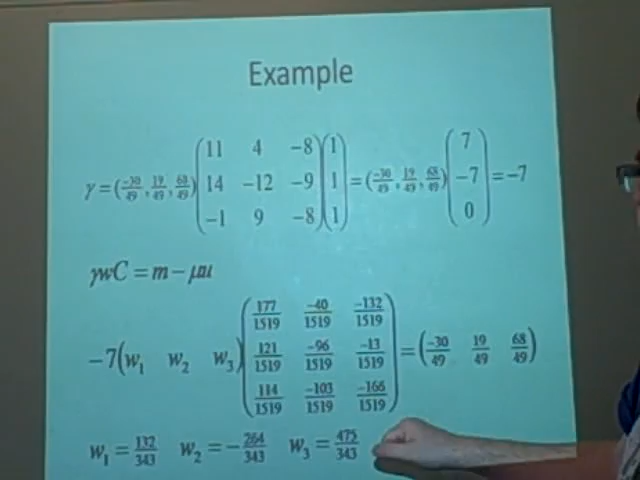 Example
γ = (-30/49, 19/49, 68/49) (11 4 -8; 14 -12 -9; -1 9 -8) (1; 1; 1) = (-30/49, 19/49, 68/49) (7; -7; 0) = -7
γwC = m - μu
-7(w₁ w₂ w₃) (177/1519 -40/1519 -132/1519; 121/1519 -96/1519 -13/1519; 114/1519 -103/1519 -166/1519) = (-30/49 19/49 68/49)
w₁ = 132/343 w₂ = -264/343 w₃ = 475/343